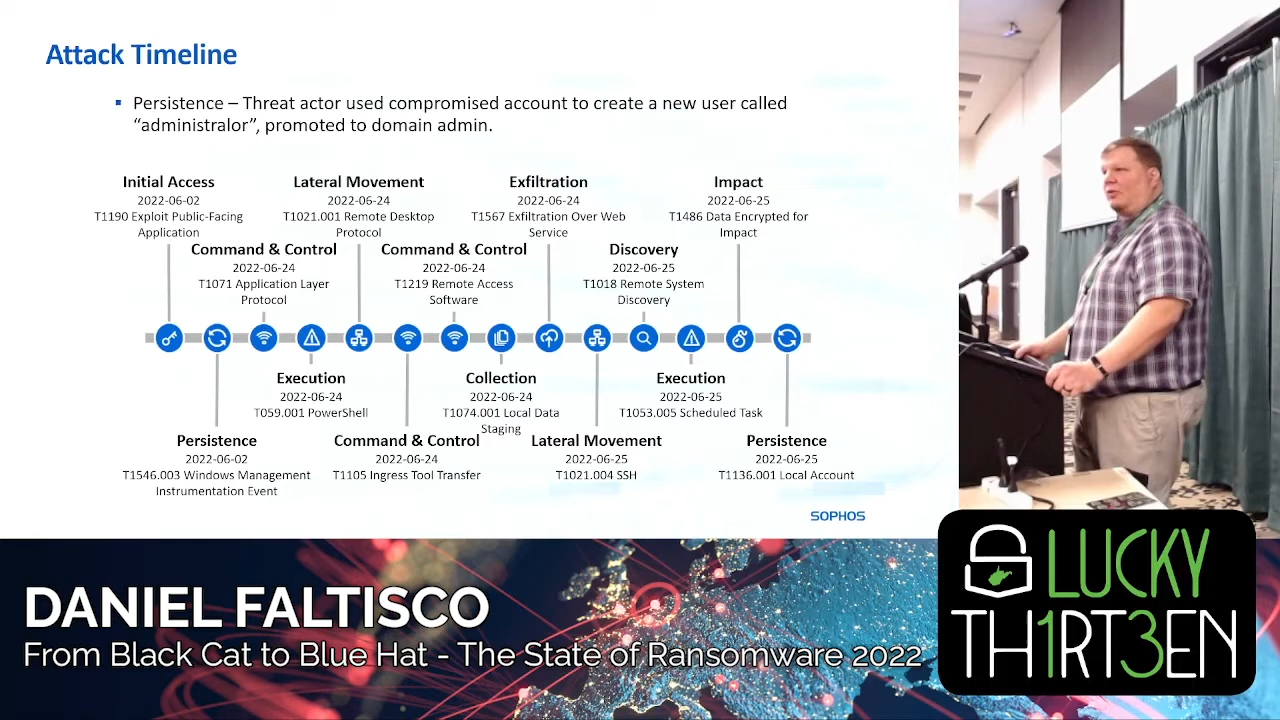 Attack Timeline
▪ Persistence – Threat actor used compromised account to create a new user called
“administralor”, promoted to domain admin.
Initial Access
2022-06-02
T1190 Exploit Public-Facing
Application
Lateral Movement
2022-06-24
T1021.001 Remote Desktop
Protocol
Exfiltration
2022-06-24
T1567 Exfiltration Over Web
Service
Impact
2022-06-25
T1486 Data Encrypted for
Impact
Command & Control
2022-06-24
T1071 Application Layer
Protocol
Command & Control
2022-06-24
T1219 Remote Access
Software
Discovery
2022-06-25
T1018 Remote System
Discovery
Execution
2022-06-24
T059.001 PowerShell
Collection
2022-06-24
T1074.001 Local Data
Staging
Execution
2022-06-25
T1053.005 Scheduled Task
Persistence
2022-06-02
T1546.003 Windows Management
Instrumentation Event
Command & Control
2022-06-24
T1105 Ingress Tool Transfer
Lateral Movement
2022-06-25
T1021.004 SSH
Persistence
2022-06-25
T1136.001 Local Account
SOPHOS
DANIEL FALTISCO
From Black Cat to Blue Hat - The State of Ransomware 2022
LUCKY
TH1RT3EN